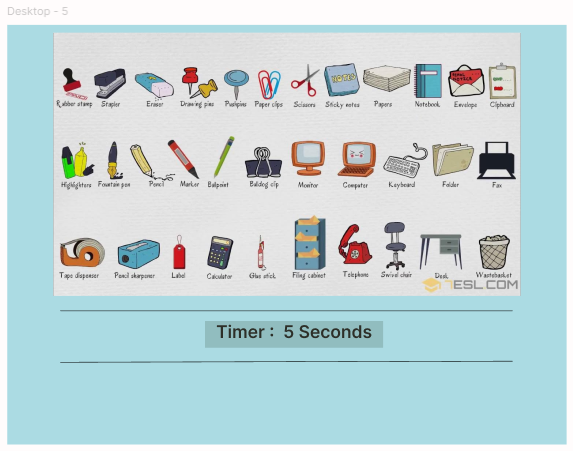 Desktop - 5
Rubber stamp Stapler Eraser Drawing pins Pushpins Paper clips Scissors Sticky notes Papers Notebook Envelope Clipboard
Highlighters Fountain pen Pencil Marker Ballpoint Bulldog clip Monitor Computer Keyboard Folder Fax
Tape dispenser Pencil sharpener Label Calculator Glue stick Filing cabinet Telephone Swivel chair Desk Wastebasket
7ESL.COM
Timer : 5 Seconds